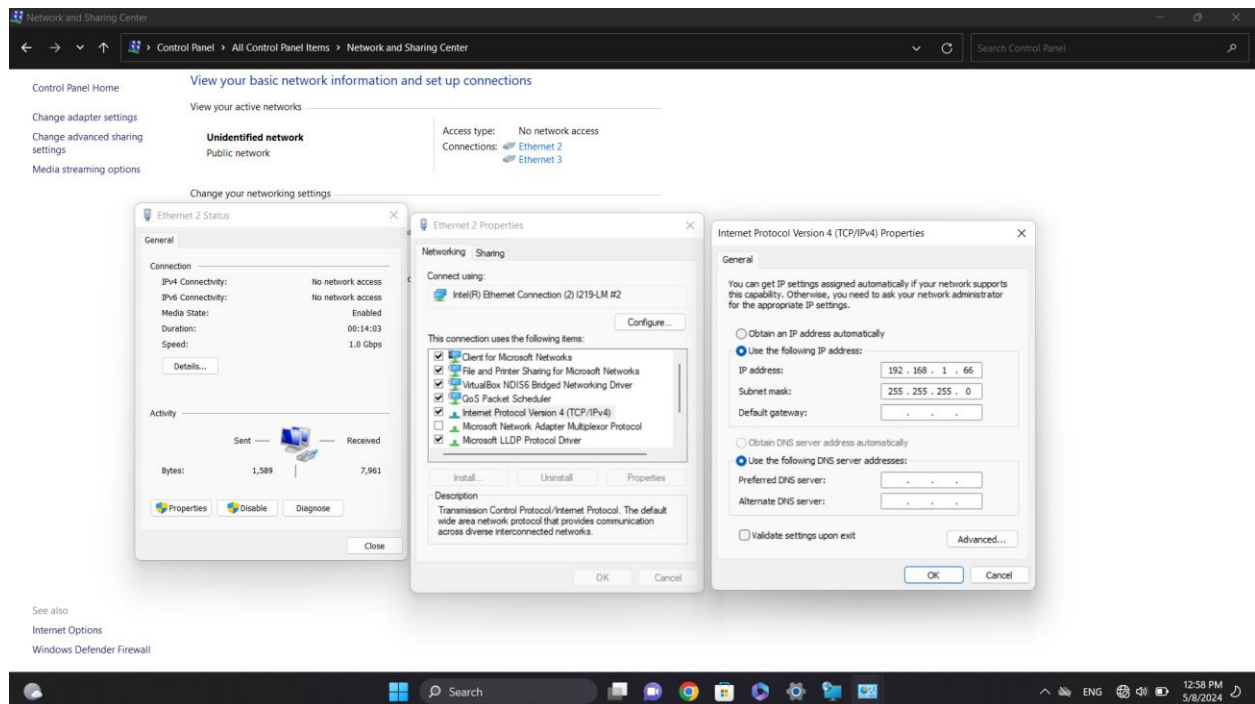 Network and Sharing Center
Control Panel > All Control Panel Items > Network and Sharing Center
Search Control Panel
Control Panel Home
Change adapter settings
Change advanced sharing
settings
Media streaming options
See also
Internet Options
Windows Defender Firewall
View your basic network information and set up connections
View your active networks
Unidentified network
Public network
Access type: No network access
Connections: Ethernet 2
Ethernet 3
Change your networking settings
Ethernet 2 Status
General
Connection
IPv4 Connectivity: No network access
IPv6 Connectivity: No network access
Media State: Enabled
Duration: 00:14:03
Speed: 1.0 Gbps
Details...
Activity
Sent — — Received
Bytes: 1,589 7,961
Properties Disable Diagnose
Close
Ethernet 2 Properties
Networking Sharing
Connect using:
Intel(R) Ethernet Connection (2) I219-LM #2
Configure...
This connection uses the following items:
Client for Microsoft Networks
File and Printer Sharing for Microsoft Networks
VirtualBox NDIS6 Bridged Networking Driver
QoS Packet Scheduler
Internet Protocol Version 4 (TCP/IPv4)
Microsoft Network Adapter Multiplexor Protocol
Microsoft LLDP Protocol Driver
Install... Uninstall Properties
Description
Transmission Control Protocol/Internet Protocol. The default
wide area network protocol that provides communication
across diverse interconnected networks.
OK Cancel
Internet Protocol Version 4 (TCP/IPv4) Properties
General
You can get IP settings assigned automatically if your network supports
this capability. Otherwise, you need to ask your network administrator
for the appropriate IP settings.
Obtain an IP address automatically
Use the following IP address:
IP address: 192 . 168 . 1 . 66
Subnet mask: 255 . 255 . 255 . 0
Default gateway: . . .
Obtain DNS server address automatically
Use the following DNS server addresses:
Preferred DNS server: . . .
Alternate DNS server: . . .
Validate settings upon exit
Advanced...
OK Cancel
Search
ENG
12:58 PM
5/8/2024